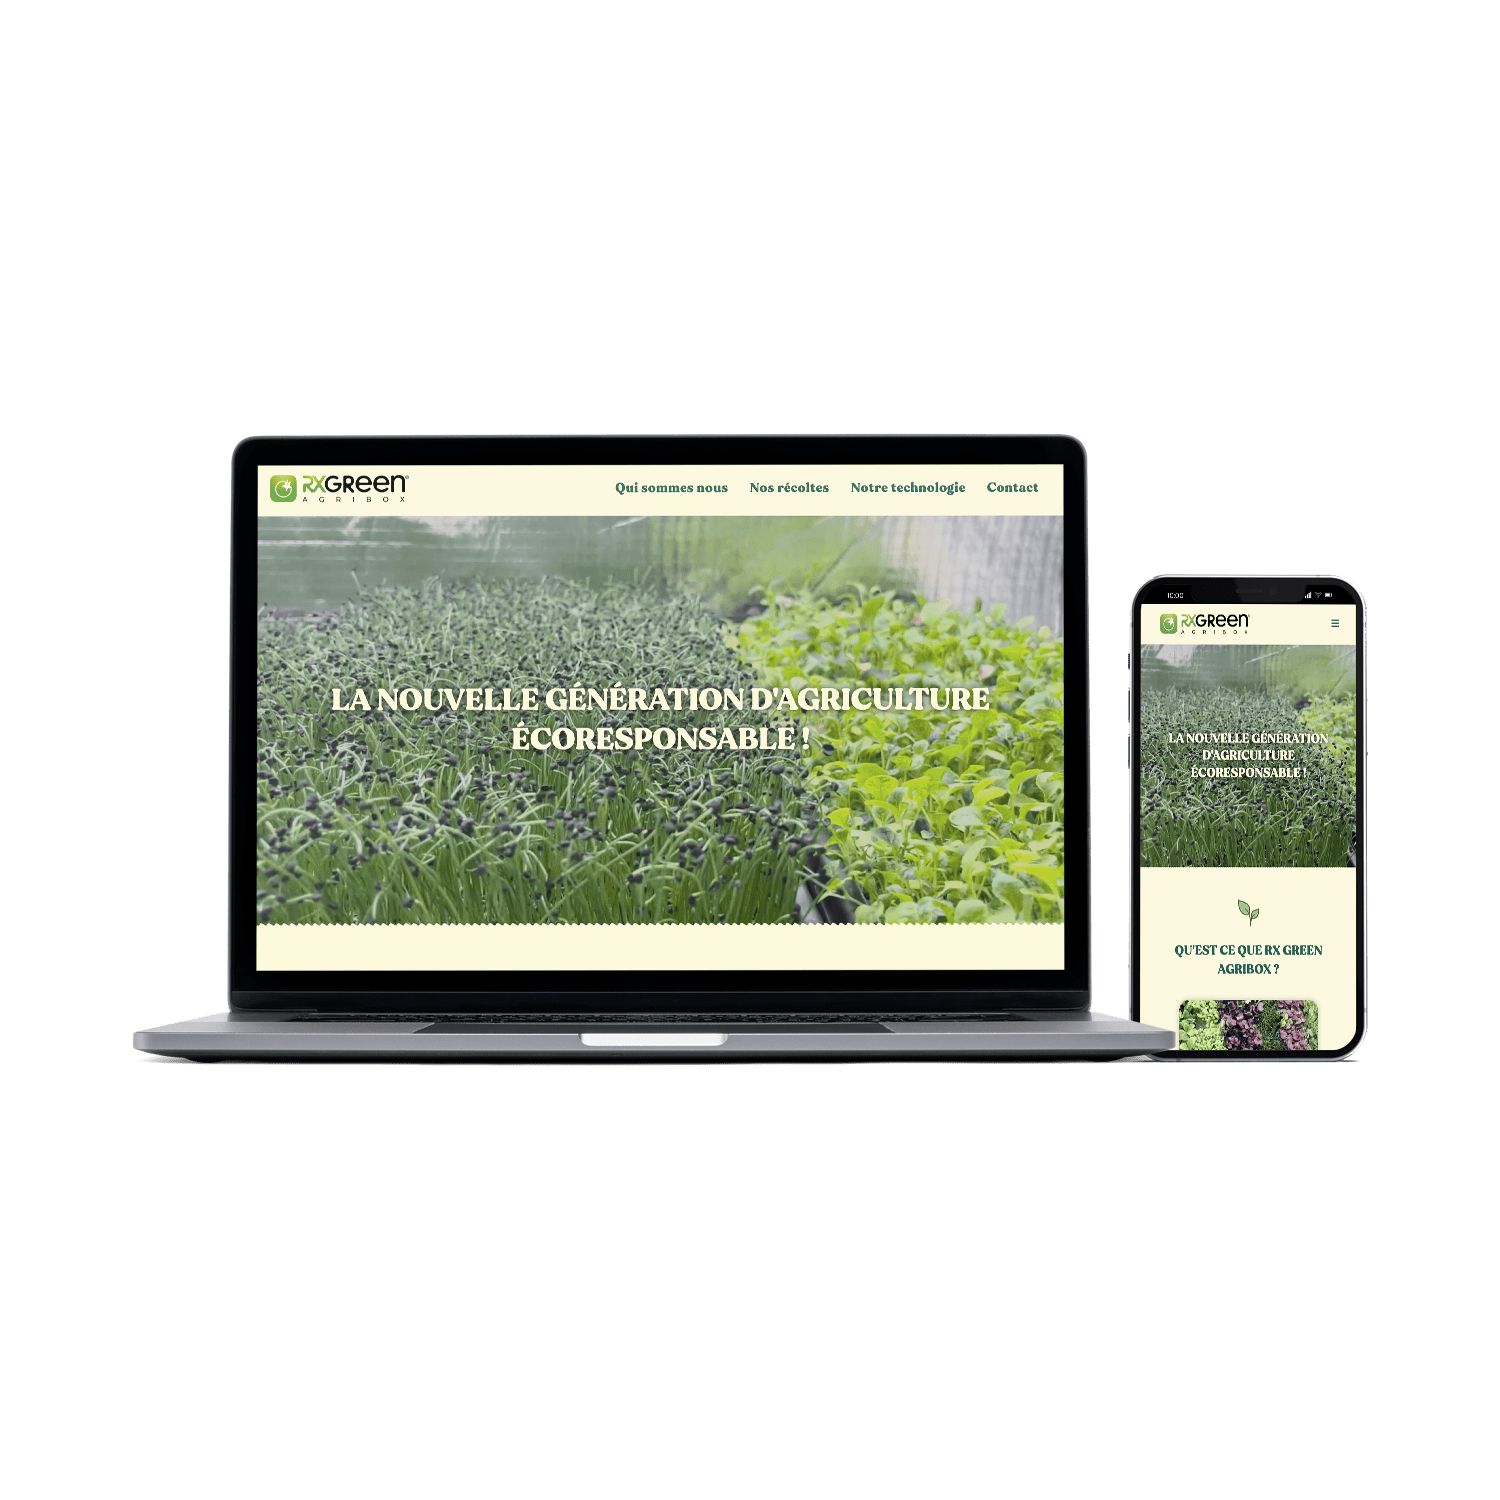 RXGREEN®
AGRIBOX
Qui sommes nous Nos récoltes Notre technologie Contact
LA NOUVELLE GÉNÉRATION D'AGRICULTURE
ÉCORESPONSABLE !
10:00
RXGREEN®
AGRIBOX
LA NOUVELLE GÉNÉRATION
D'AGRICULTURE
ÉCORESPONSABLE !
QU'EST CE QUE RX GREEN
AGRIBOX ?